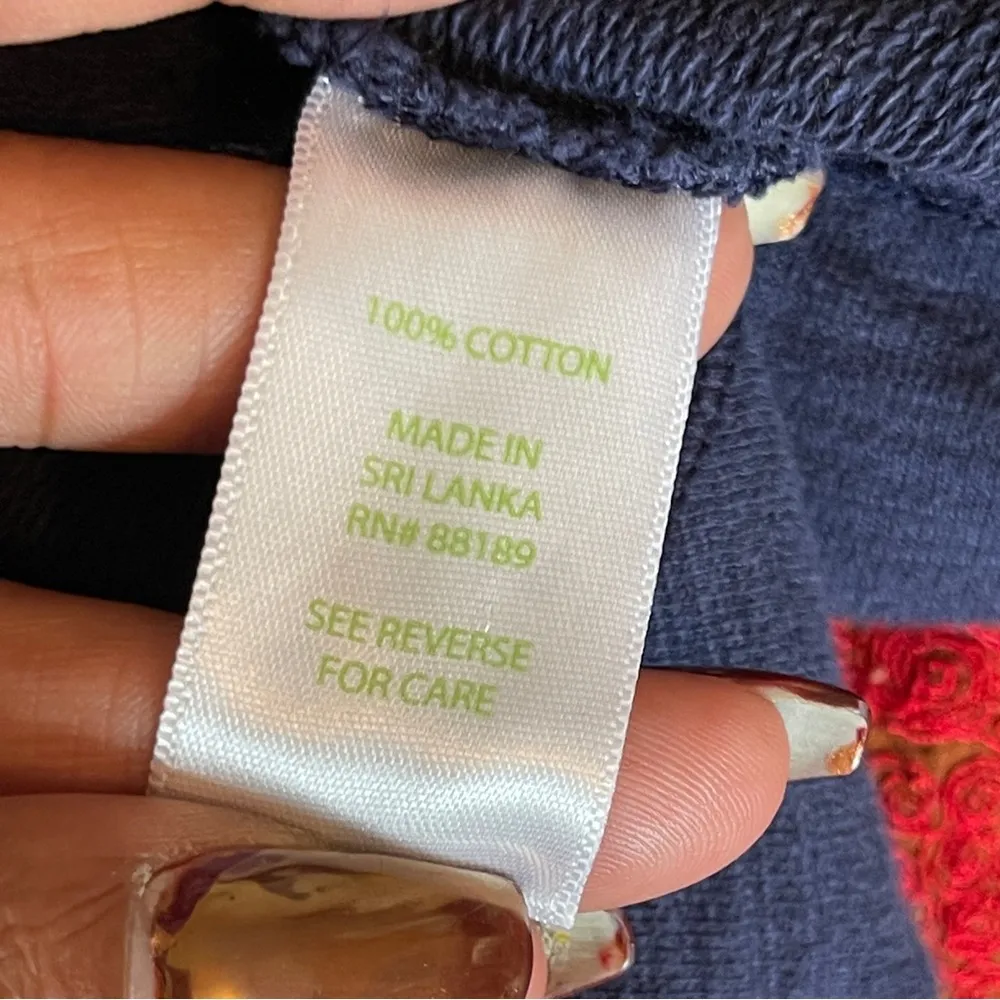 100% COTTON
MADE IN
SRI LANKA
RN# 88189
SEE REVERSE
FOR CARE